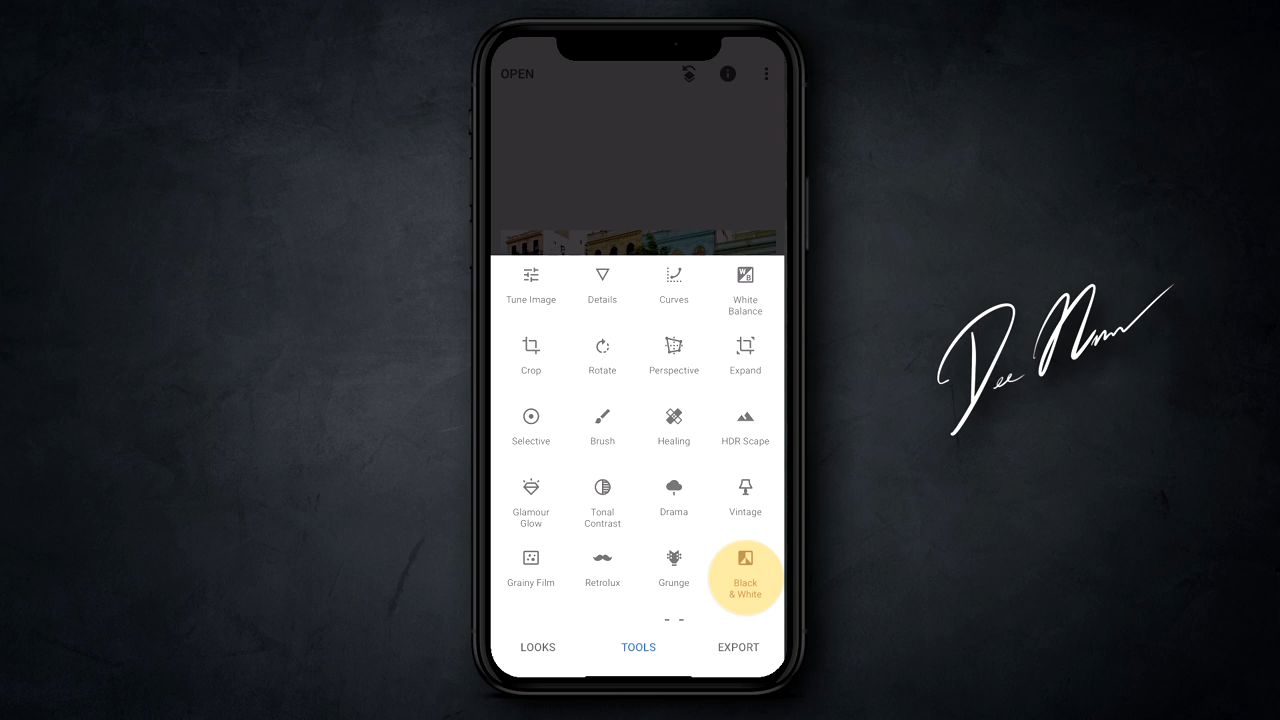 OPEN
Tune Image
Details
Curves
White
Balance
Crop
Rotate
Perspective
Expand
Selective
Brush
Healing
HDR Scape
Glamour
Glow
Tonal
Contrast
Drama
Vintage
Grainy Film
Retrolux
Grunge
Black
& White
LOOKS
TOOLS
EXPORT
Dee